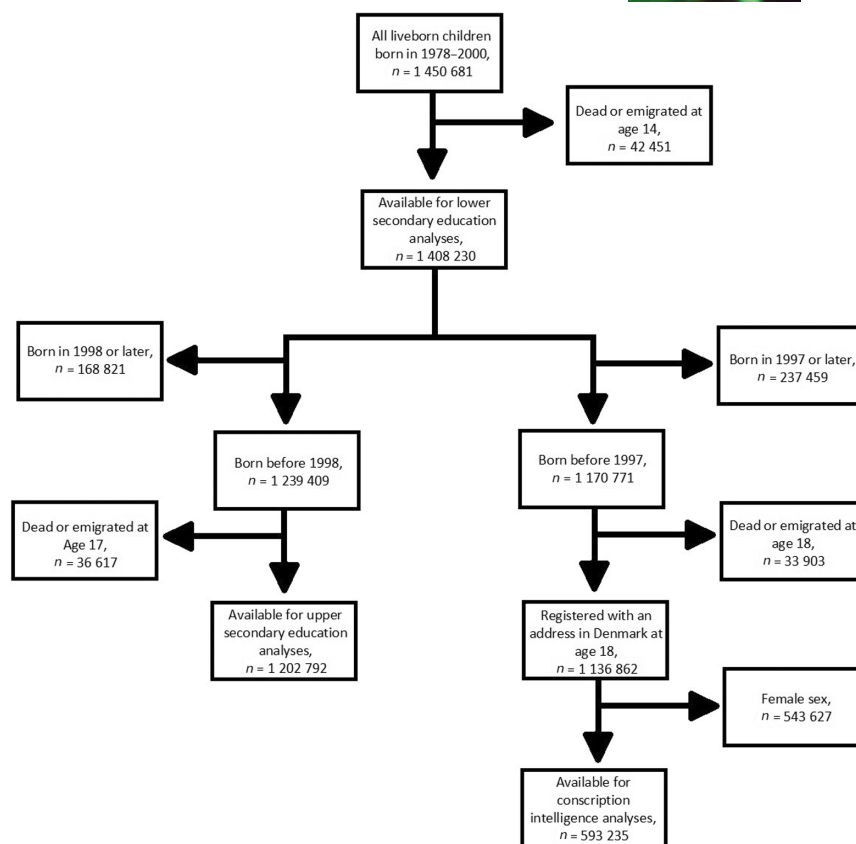 All liveborn children
born in 1978–2000,
n = 1 450 681
Dead or emigrated at
age 14,
n = 42 451
Available for lower
secondary education
analyses,
n = 1 408 230
Born in 1998 or later,
n = 168 821
Born in 1997 or later,
n = 237 459
Born before 1998,
n = 1 239 409
Born before 1997,
n = 1 170 771
Dead or emigrated at
Age 17,
n = 36 617
Dead or emigrated at
age 18,
n = 33 903
Available for upper
secondary education
analyses,
n = 1 202 792
Registered with an
address in Denmark at
age 18,
n = 1 136 862
Female sex,
n = 543 627
Available for
conscription
intelligence analyses,
n = 593 235